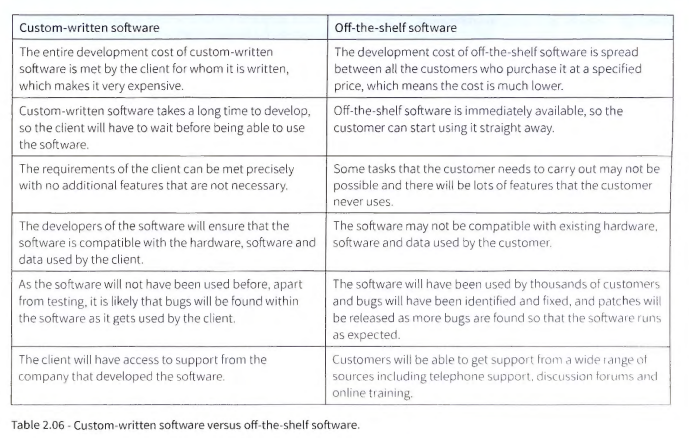 Custom-written software
Off-the-shelf software
The entire development cost of custom-written
software is met by the client for whom it is written,
which makes it very expensive.
The development cost of off-the-shelf software is spread
between all the customers who purchase it at a specified
price, which means the cost is much lower.
Custom-written software takes a long time to develop,
so the client will have to wait before being able to use
the software.
Off-the-shelf software is immediately available, so the
customer can start using it straight away.
The requirements of the client can be met precisely
with no additional features that are not necessary.
Some tasks that the customer needs to carry out may not be
possible and there will be lots of features that the customer
never uses.
The developers of the software will ensure that the
software is compatible with the hardware, software and
data used by the client.
The software may not be compatible with existing hardware,
software and data used by the customer.
As the software will not have been used before, apart
from testing, it is likely that bugs will be found within
the software as it gets used by the client.
The software will have been used by thousands of customers
and bugs will have been identified and fixed, and patches will
be released as more bugs are found so that the software runs
as expected.
The client will have access to support from the
company that developed the software.
Customers will be able to get support from a wide range of
sources including telephone support, discussion forums and
online training.
Table 2.06 - Custom-written software versus off-the-shelf software.